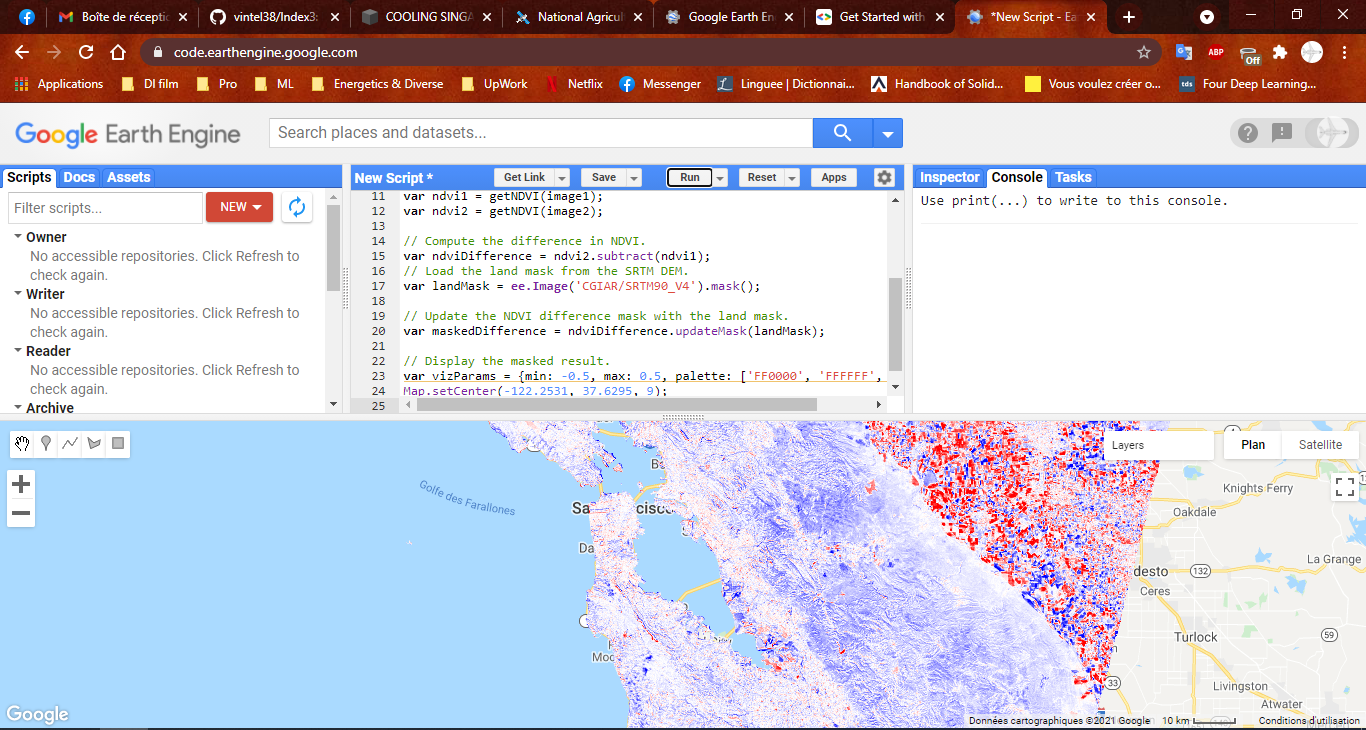 Boîte de récepti
vintel38/Index3:
COOLING SINGA
National Agricul
Google Earth En
Get Started with
*New Script - Ea
code.earthengine.google.com
ABP
Off
Applications
DI film
Pro
ML
Energetics & Diverse
UpWork
Netflix
Messenger
Linguee | Dictionnai...
Handbook of Solid...
Vous voulez créer o...
tds
Four Deep Learning...
Google Earth Engine
Search places and datasets...
Scripts
Docs
Assets
Filter scripts...
NEW
Owner
No accessible repositories. Click Refresh to
check again.
Writer
No accessible repositories. Click Refresh to
check again.
Reader
No accessible repositories. Click Refresh to
check again.
Archive
New Script *
Get Link
Save
Run
Reset
Apps
11 var ndvi1 = getNDVI(image1);
12 var ndvi2 = getNDVI(image2);
13
14 // Compute the difference in NDVI.
15 var ndviDifference = ndvi2.subtract(ndvi1);
16 // Load the land mask from the SRTM DEM.
17 var landMask = ee.Image('CGIAR/SRTM90_V4').mask();
18
19 // Update the NDVI difference mask with the land mask.
20 var maskedDifference = ndviDifference.updateMask(landMask);
21
22 // Display the masked result.
23 var vizParams = {min: -0.5, max: 0.5, palette: ['FF0000', 'FFFFFF',
24 Map.setCenter(-122.2531, 37.6295, 9);
25
Inspector
Console
Tasks
Use print(...) to write to this console.
Layers
Plan
Satellite
Golfe des Farallones
Knights Ferry
Oakdale
La Grange
desto
132
Ceres
Turlock
59
33
Livingston
Atwater
Google
Données cartographiques ©2021 Google
10 km
Conditions d'utilisation